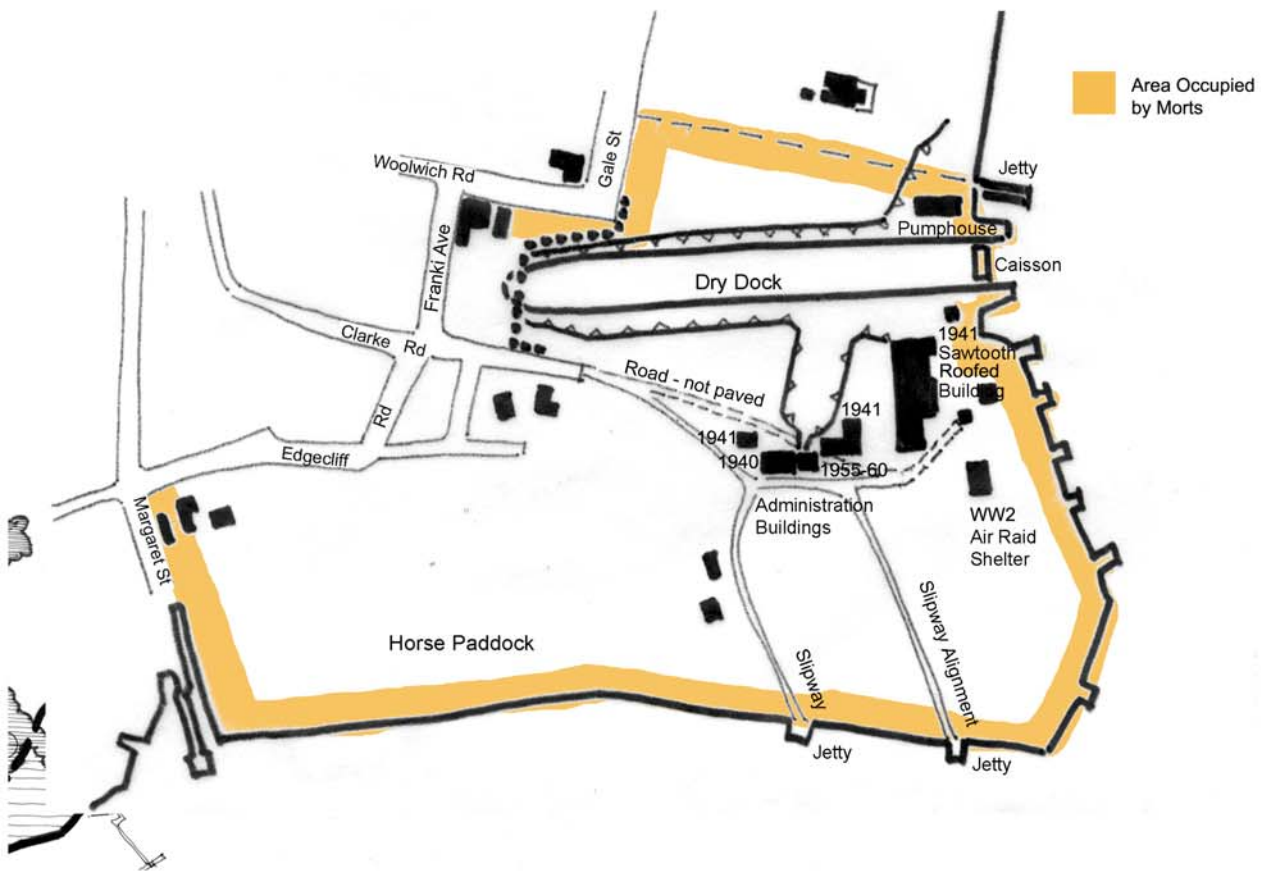 Area Occupied
by Morts
Woolwich Rd
Gale St
Jetty
Pumphouse
Franki Ave
Caisson
Dry Dock
Clarke Rd
1941
Sawtooth
Roofed
Building
Road - not paved
1941
Rd
1941
Edgecliff
1940
1955-60
Margaret St
Administration
Buildings
WW2
Air Raid
Shelter
Horse Paddock
Slipway
Slipway Alignment
Jetty
Jetty